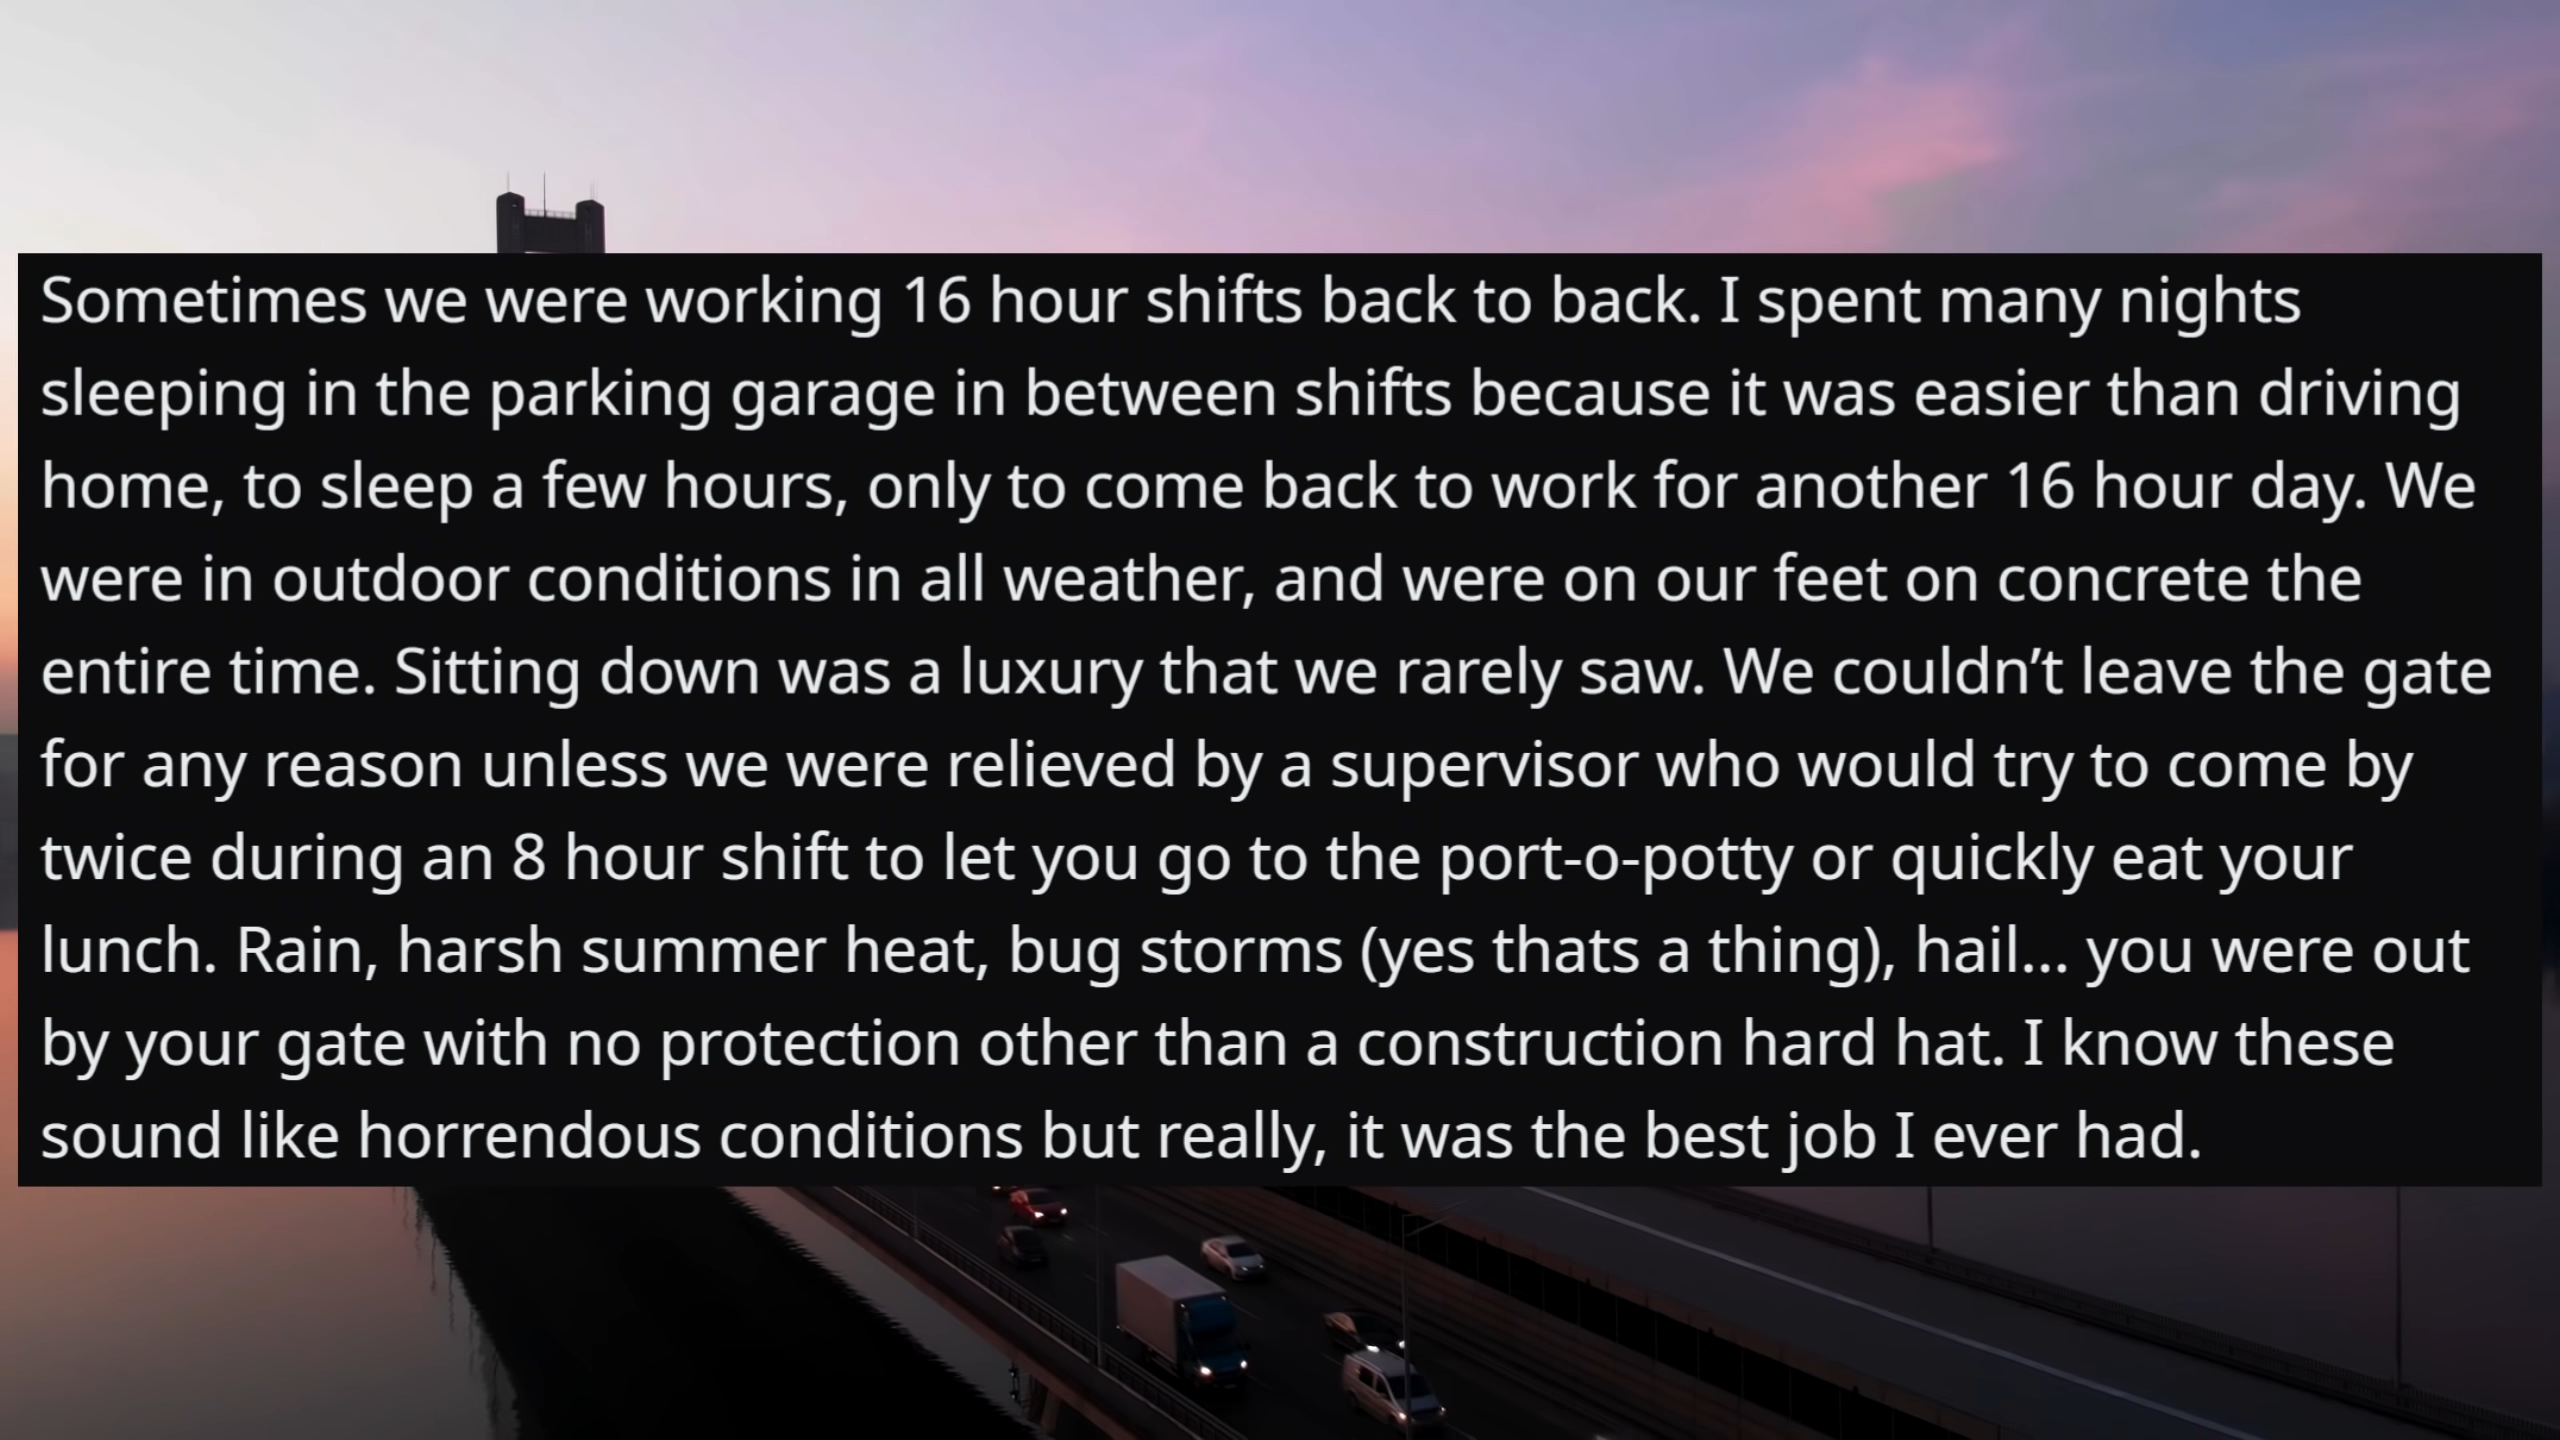 Sometimes we were working 16 hour shifts back to back. I spent many nights
sleeping in the parking garage in between shifts because it was easier than driving
home, to sleep a few hours, only to come back to work for another 16 hour day. We
were in outdoor conditions in all weather, and were on our feet on concrete the
entire time. Sitting down was a luxury that we rarely saw. We couldn’t leave the gate
for any reason unless we were relieved by a supervisor who would try to come by
twice during an 8 hour shift to let you go to the port-o-potty or quickly eat your
lunch. Rain, harsh summer heat, bug storms (yes thats a thing), hail... you were out
by your gate with no protection other than a construction hard hat. I know these
sound like horrendous conditions but really, it was the best job I ever had.